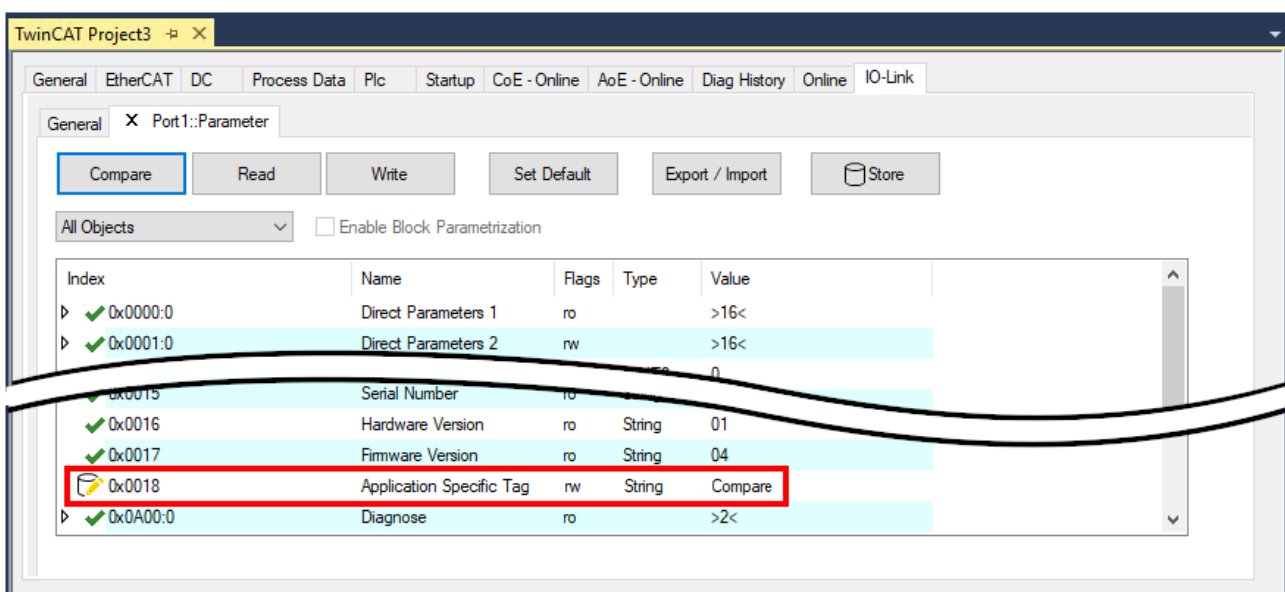 TwinCAT Project3
General EtherCAT DC Process Data Plc Startup CoE - Online AoE - Online Diag History Online IO-Link
General X Port1::Parameter
Compare Read Write Set Default Export / Import Store
All Objects Enable Block Parametrization
Index Name Flags Type Value
0x0000:0 Direct Parameters 1 ro >16<
0x0001:0 Direct Parameters 2 rw >16<
0
0x0015 Serial Number ro
0x0016 Hardware Version ro String 01
0x0017 Firmware Version ro String 04
0x0018 Application Specific Tag rw String Compare
0x0A00:0 Diagnose ro >2<